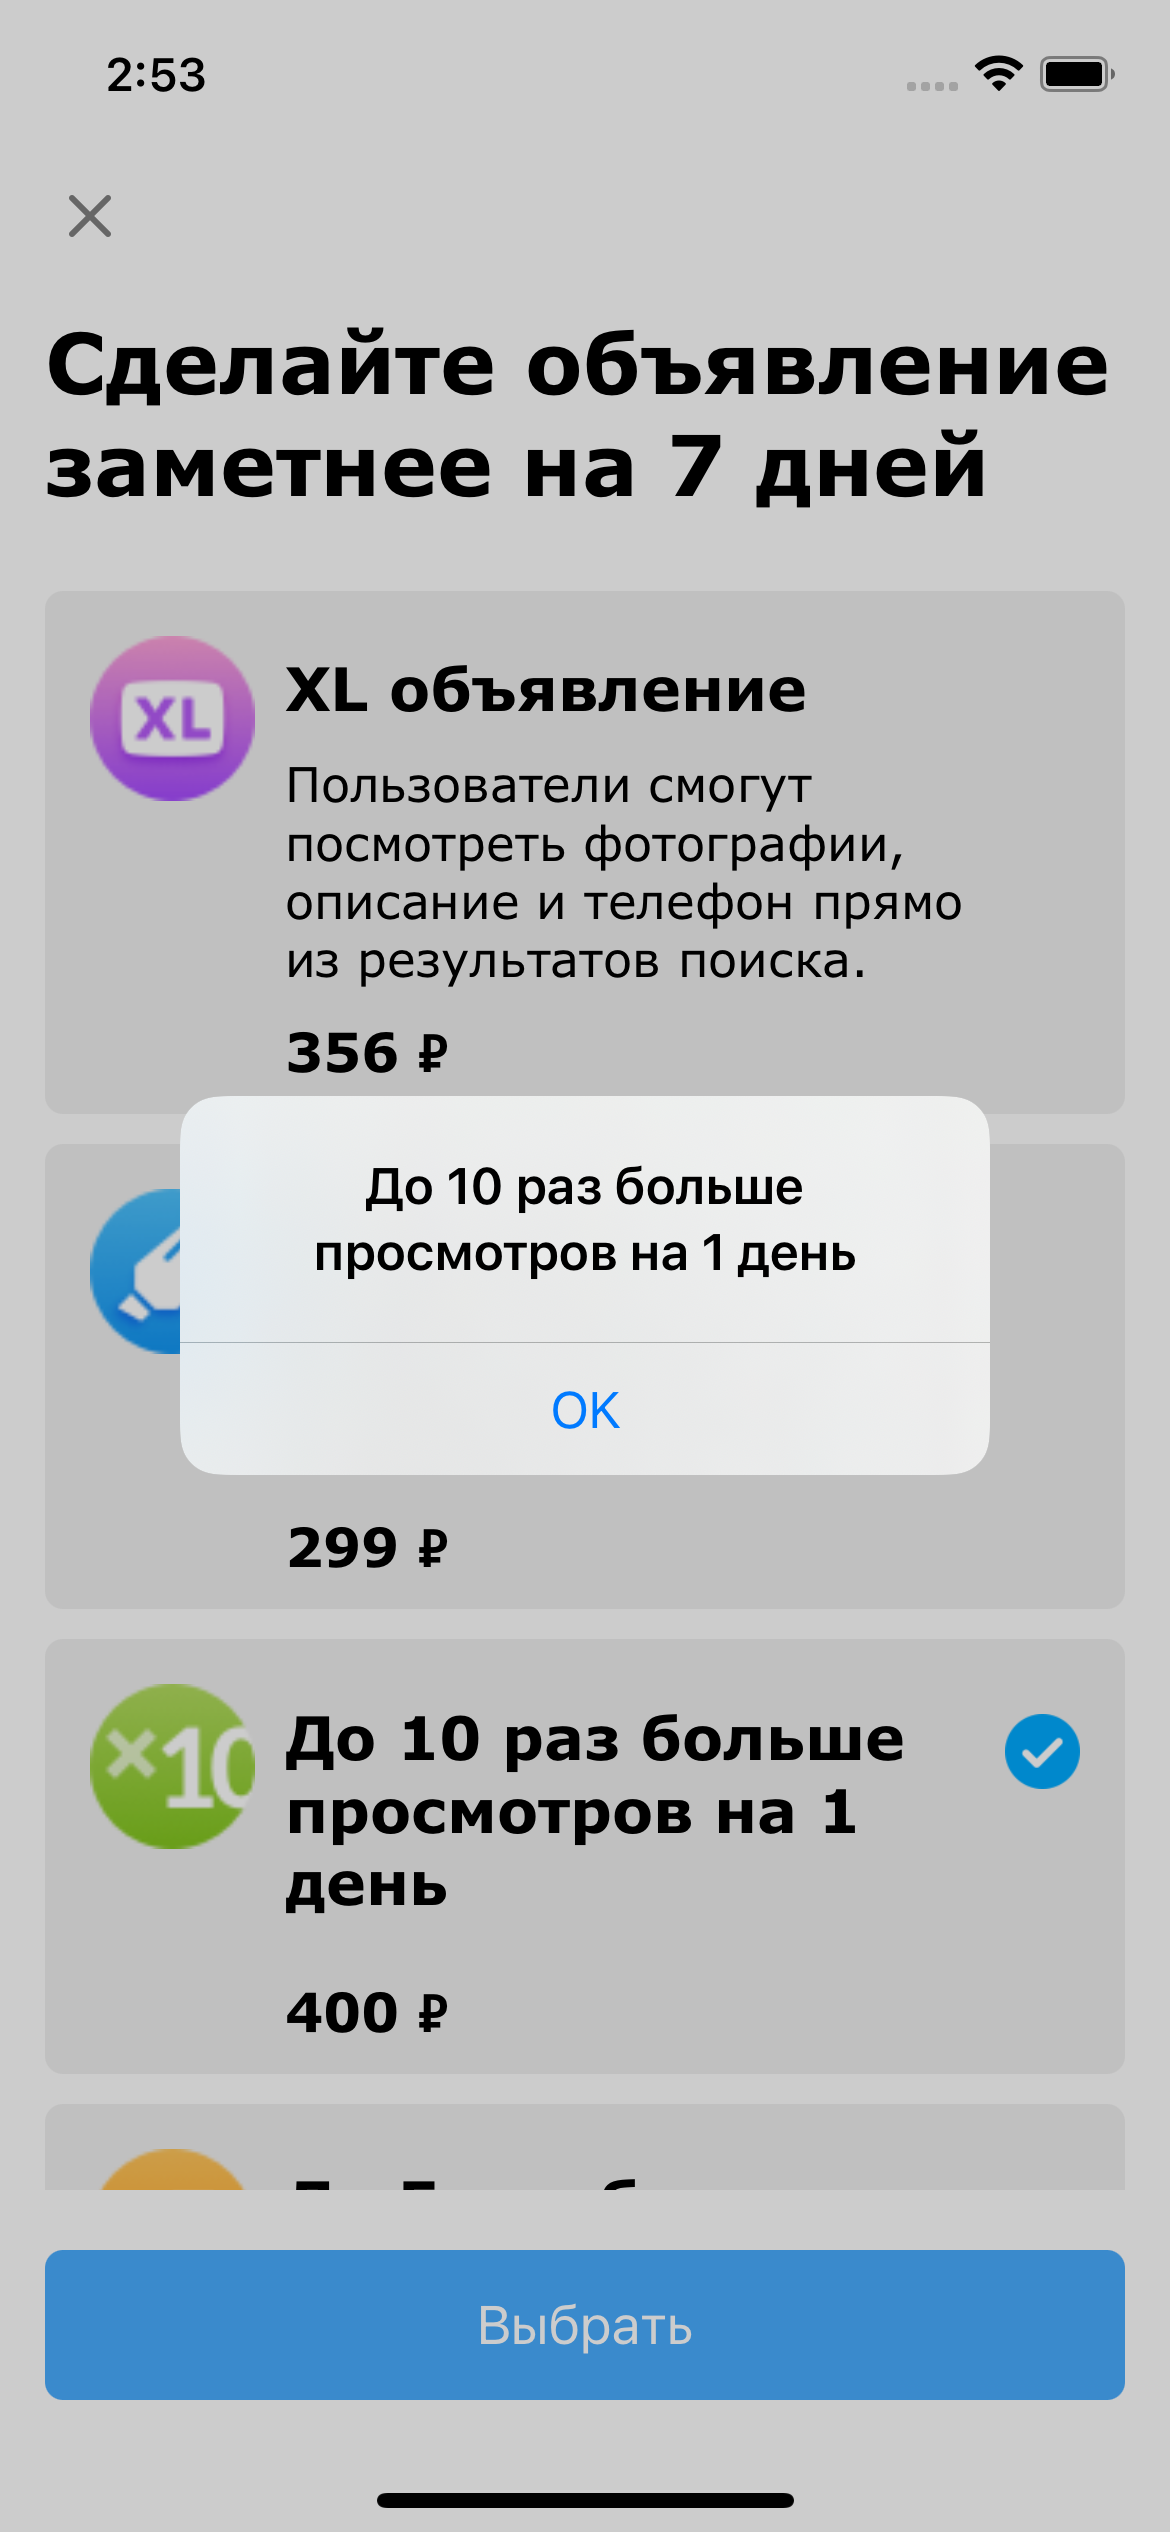 2:53
Сделайте объявление
заметнее на 7 дней
XL
XL объявление
Пользователи смогут
посмотреть фотографии,
описание и телефон прямо
из результатов поиска.
356 ₽
До 10 раз больше
просмотров на 1 день
OK
299 ₽
×10
До 10 раз больше
просмотров на 1
день
400 ₽
Выбрать